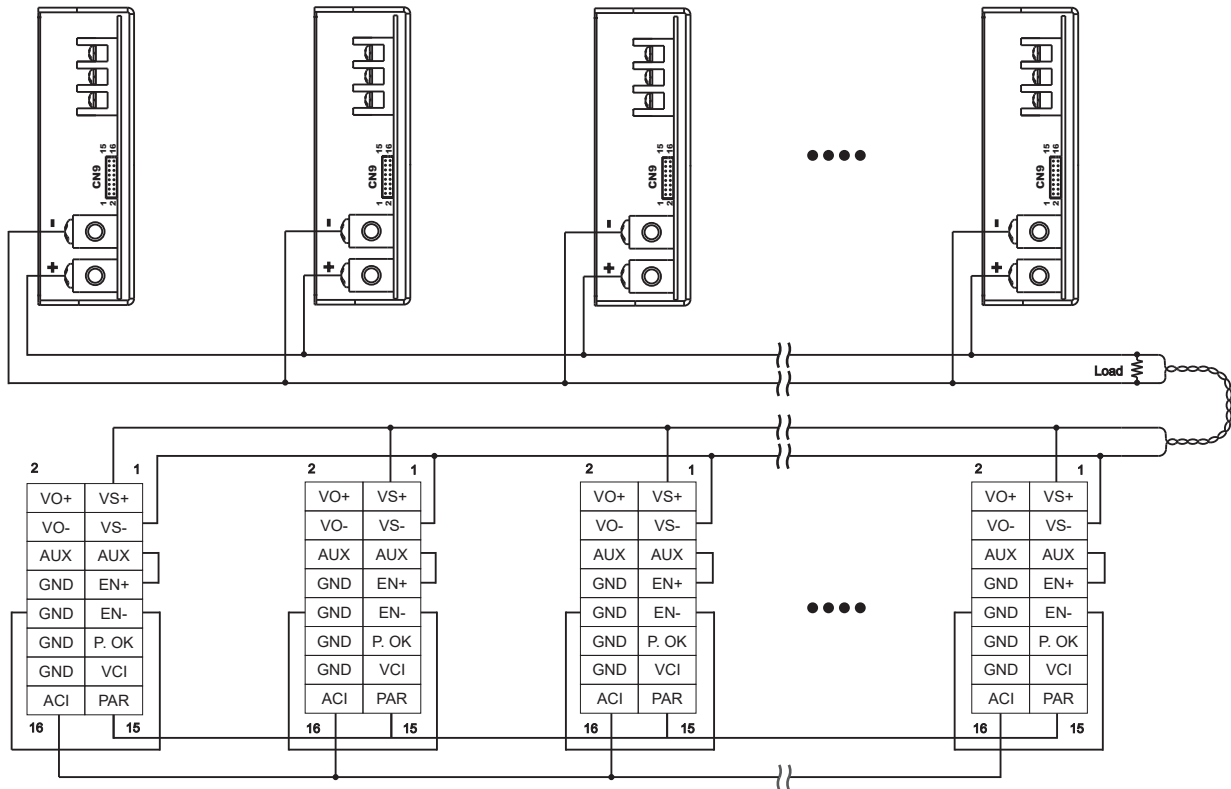 15 16 15 16 15 16 15 16
CN9 CN9 CN9 CN9
1 2 1 2 1 2 1 2
- - - -
+ + + +
Load
2 1 2 1 2 1 2 1
VO+ VS+ VO+ VS+ VO+ VS+ VO+ VS+
VO- VS- VO- VS- VO- VS- VO- VS-
AUX AUX AUX AUX AUX AUX AUX AUX
GND EN+ GND EN+ GND EN+ GND EN+
GND EN- GND EN- GND EN- GND EN-
GND P. OK GND P. OK GND P. OK GND P. OK
GND VCI GND VCI GND VCI GND VCI
ACI PAR ACI PAR ACI PAR ACI PAR
16 15 16 15 16 15 16 15